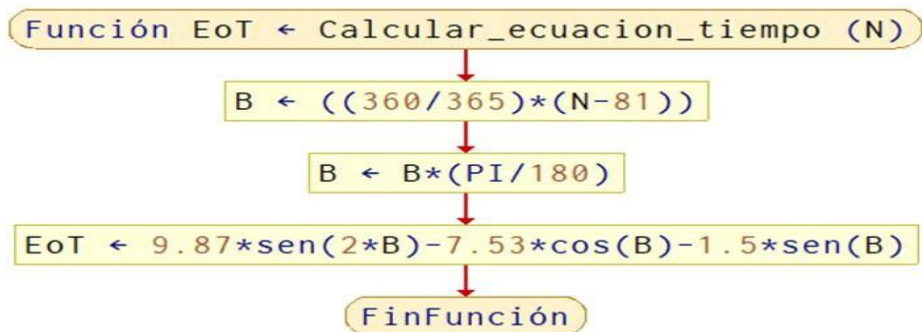 Función EoT ← Calcular_ecuacion_tiempo (N)
B ← ((360/365)*(N-81))
B ← B*(PI/180)
EoT ← 9.87*sen(2*B)-7.53*cos(B)-1.5*sen(B)
FinFunción